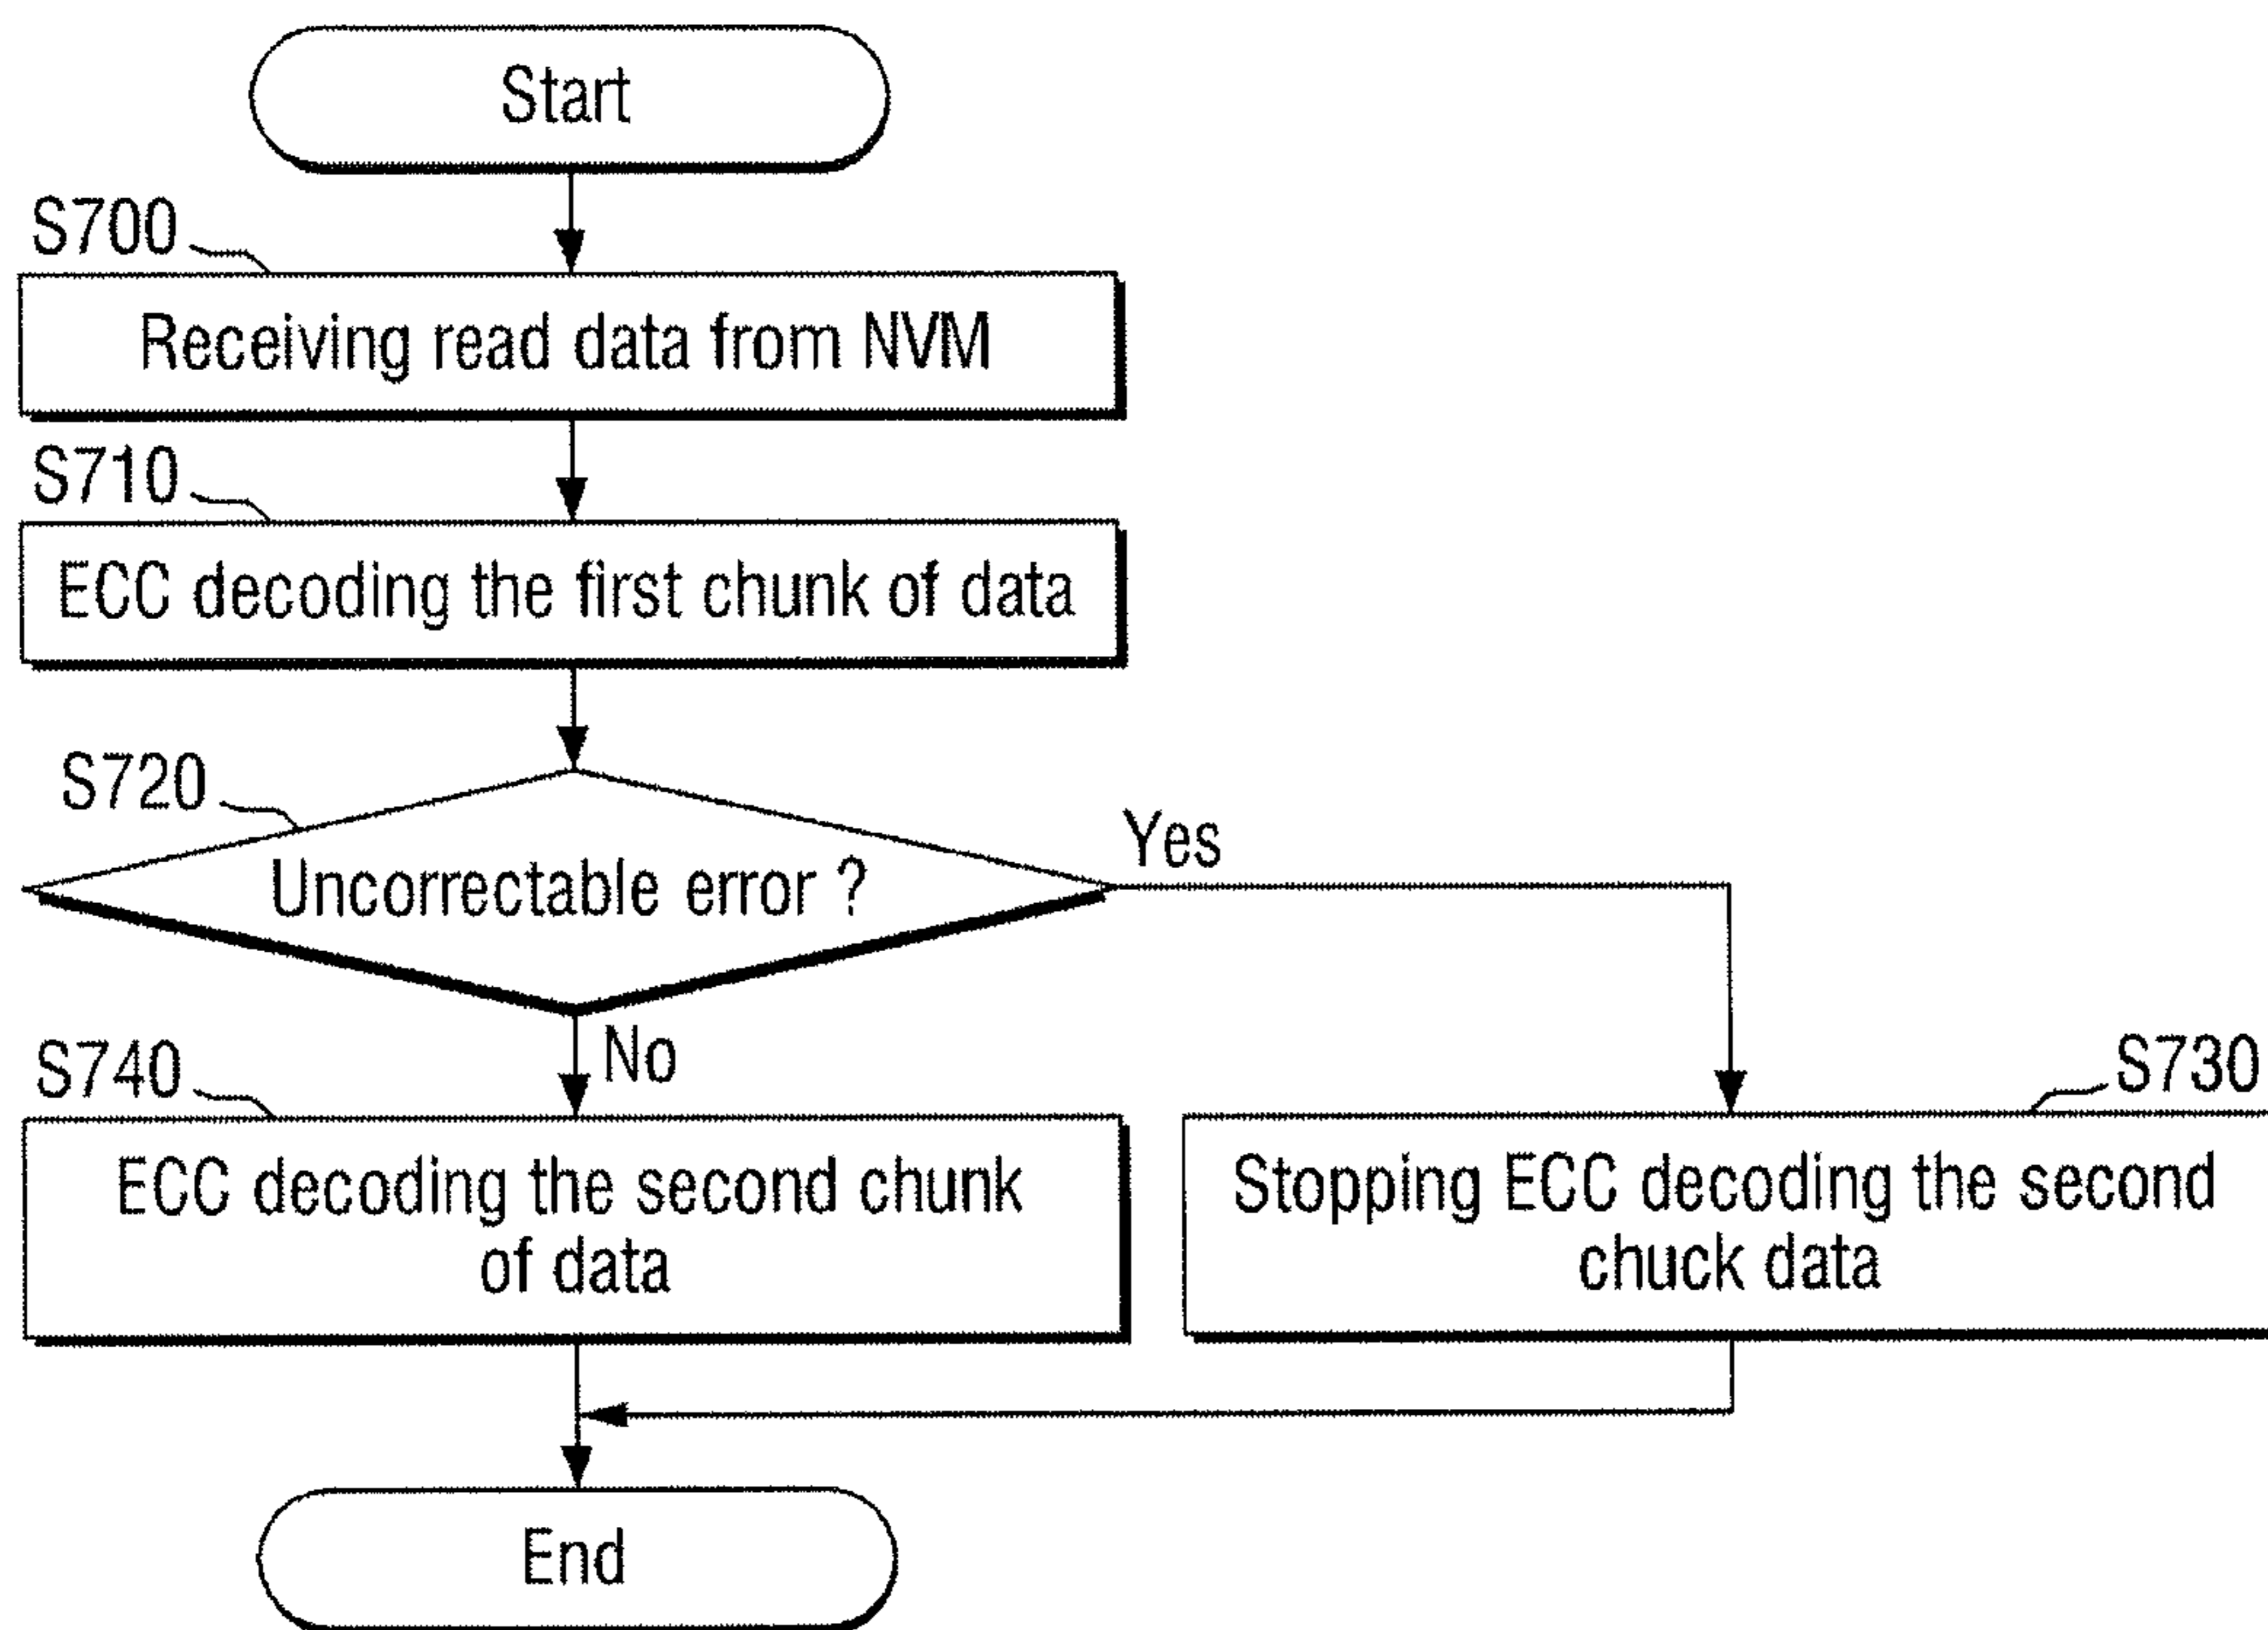 Start
S700
Receiving read data from NVM
S710
ECC decoding the first chunk of data
S720
Uncorrectable error ?
Yes
No
S740
ECC decoding the second chunk
of data
S730
Stopping ECC decoding the second
chuck data
End